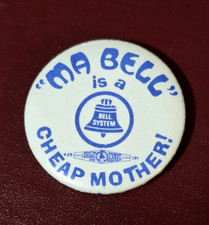 "MA BELL"
is a
BELL
SYSTEM
CHEAP MOTHER!